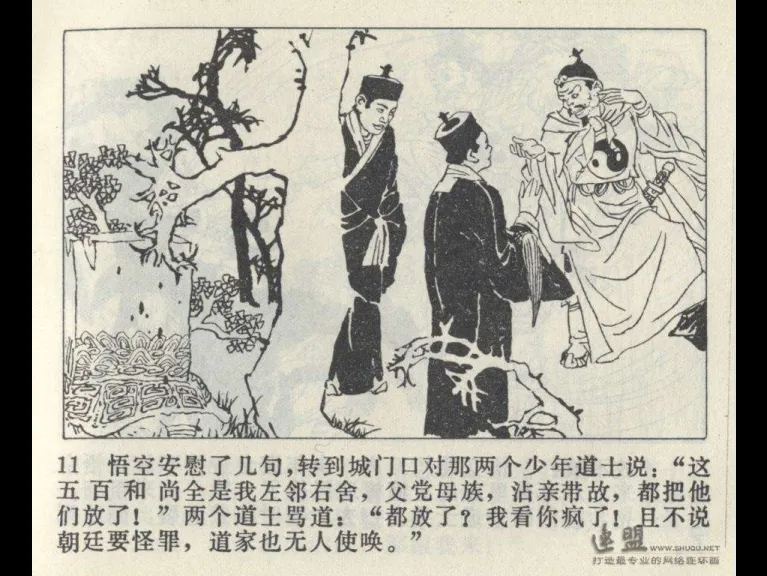 11 悟空安慰了几句，转到城门口对那两个少年道士说：“这
五百和尚全是我左邻右舍，父党母族，沾亲带故，都把他
们放了！”两个道士骂道：“都放了？我看你疯了！且不说
朝廷要怪罪，道家也无人使唤。”
连盟 WWW.SHUQU.NET
打造最专业的网络连环画